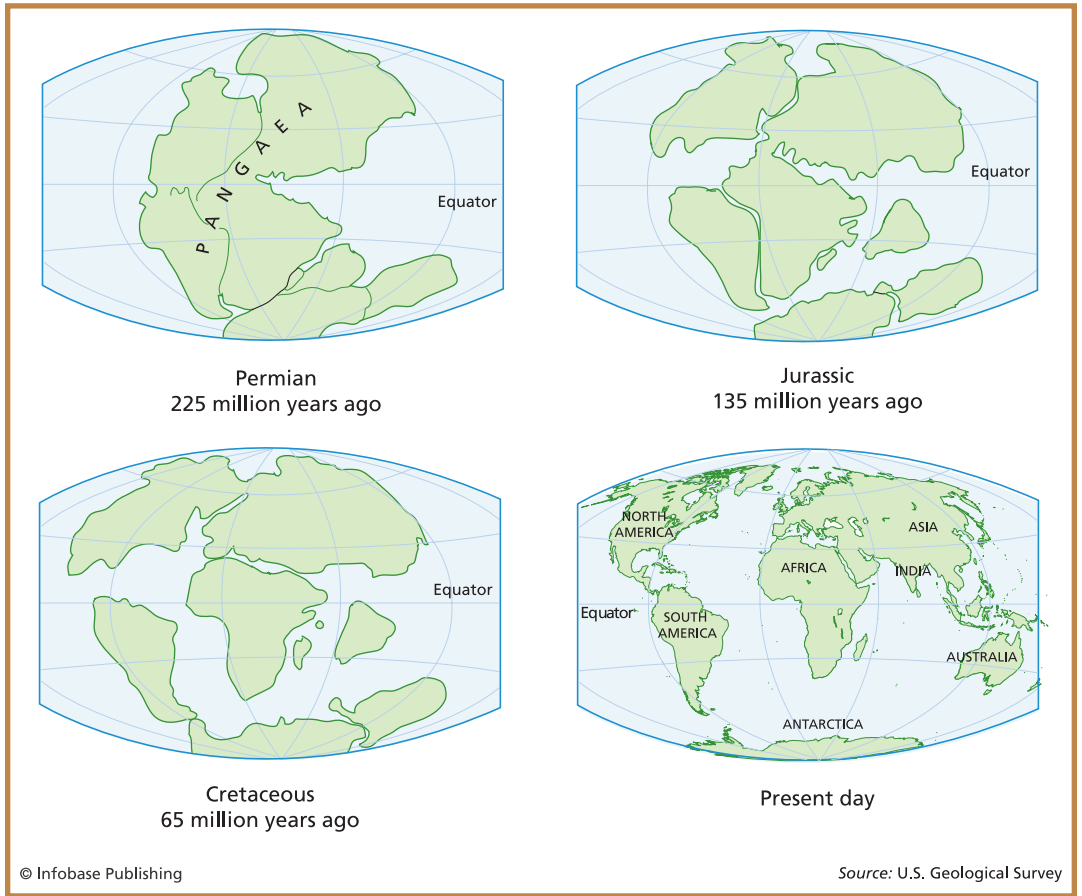 PANGAEA
Equator
Permian
225 million years ago
Equator
Jurassic
135 million years ago
Equator
Cretaceous
65 million years ago
NORTH
AMERICA
ASIA
AFRICA
INDIA
Equator
SOUTH
AMERICA
AUSTRALIA
ANTARCTICA
Present day
© Infobase Publishing
Source: U.S. Geological Survey